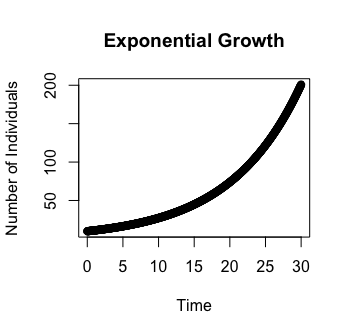 Exponential Growth
Number of Individuals
200
100
50
0 5 10 15 20 25 30
Time